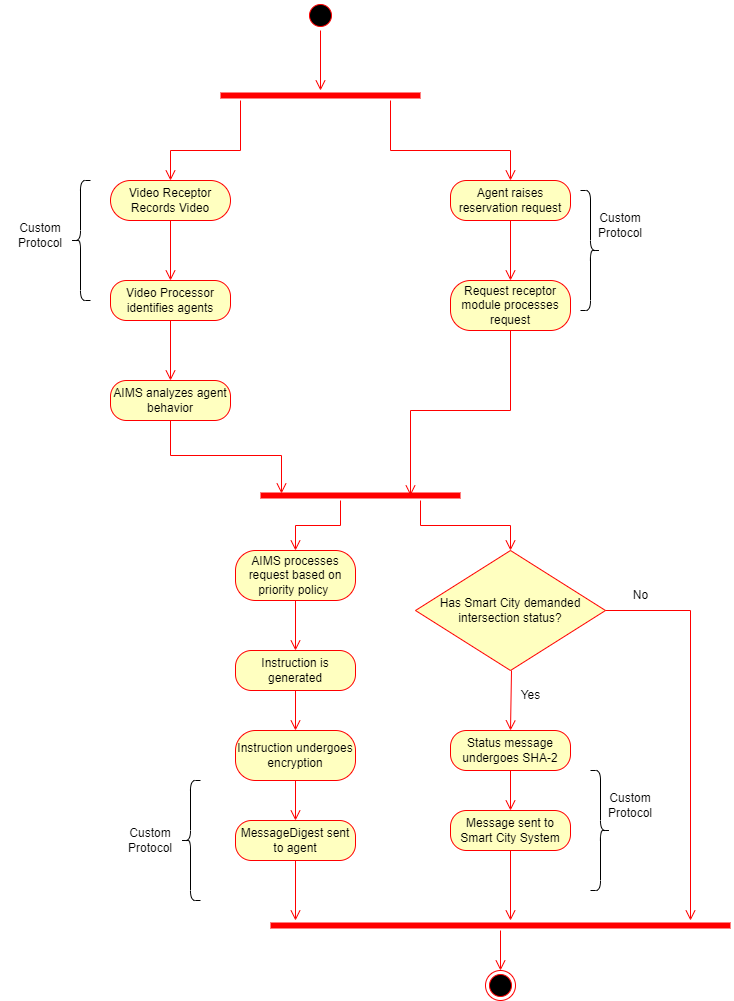 Video Receptor
Records Video
Agent raises
reservation request
Custom
Protocol
Custom
Protocol
Video Processor
identifies agents
Request receptor
module processes
request
AIMS analyzes agent
behavior
AIMS processes
request based on
priority policy
Has Smart City demanded
intersection status?
No
Instruction is
generated
Yes
Instruction undergoes
encryption
Status message
undergoes SHA-2
Custom
Protocol
MessageDigest sent
to agent
Message sent to
Smart City System
Custom
Protocol